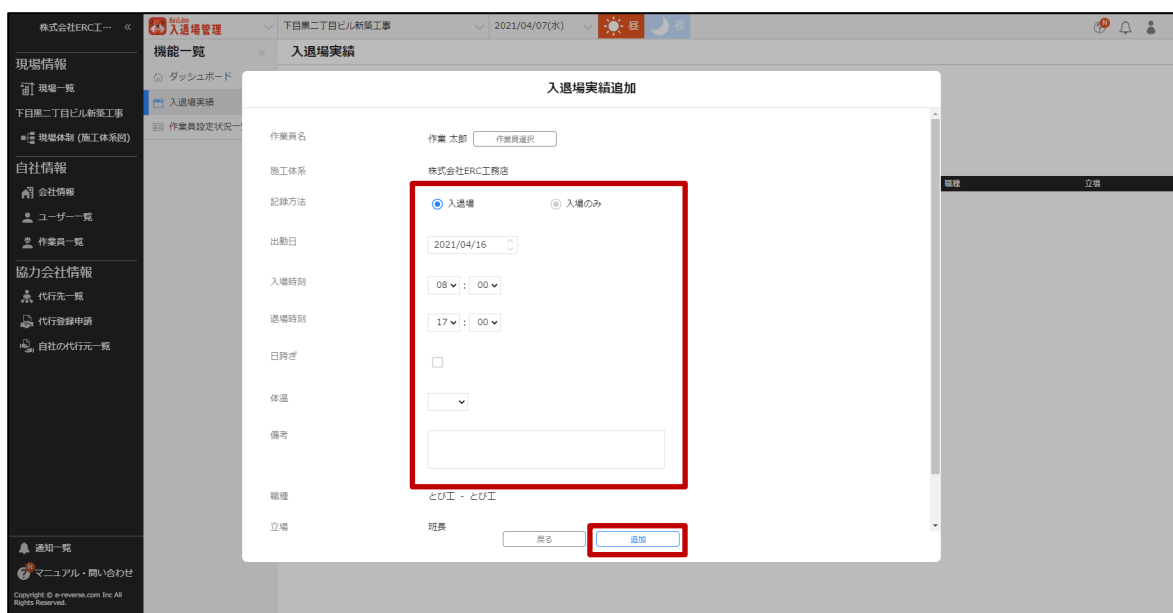 株式会社ERC工… «
Buildee
入退場管理
下目黒二丁目ビル新築工事
2021/04/07(水)
昼
夜
N
現場情報
現場一覧
下目黒二丁目ビル新築工事
現場体制 (施工体系図)
自社情報
会社情報
ユーザー一覧
作業員一覧
協力会社情報
代行先一覧
代行登録申請
自社の代行元一覧
通知一覧
N
マニュアル・問い合わせ
Copyright © e-reverse.com Inc All
Rights Reserved.
機能一覧 «
ダッシュボード
入退場実績
作業員設定状況一
入退場実績
職種
立場
入退場実績追加
作業員名 作業 太郎 作業員選択
施工体系 株式会社ERC工務店
記録方法 入退場 入場のみ
出勤日 2021/04/16
入場時刻 08 : 00
退場時刻 17 : 00
日跨ぎ
体温
備考
職種 とび工 - とび工
立場 班長
戻る 追加